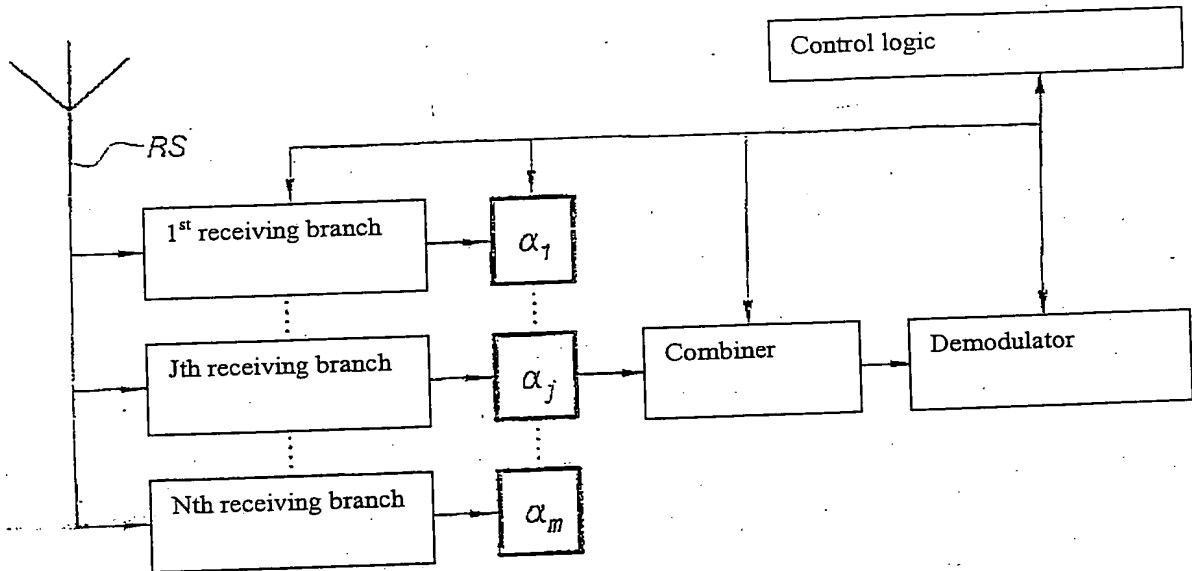 Control logic
RS
1st receiving branch
α1
Jth receiving branch
αj
Combiner
Demodulator
Nth receiving branch
αm